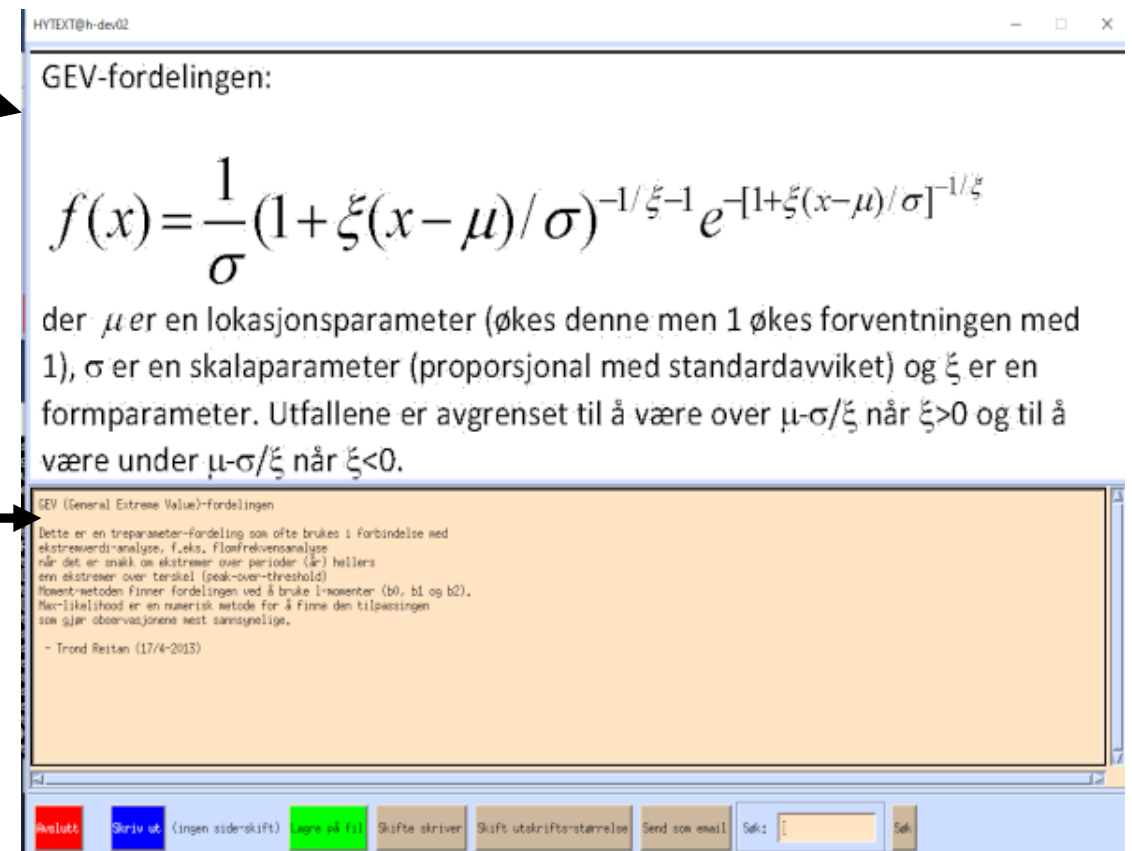 HYTEXT@h-dev02
GEV-fordelingen:
f(x) = \frac{1}{σ}(1+ξ(x−μ)/σ)^{−1/ξ−1} e^{−[1+ξ(x−μ)/σ]^{−1/ξ}}
der μ er en lokasjonsparameter (økes denne men 1 økes forventningen med
1), σ er en skalaparameter (proporsjonal med standardavviket) og ξ er en
formparameter. Utfallene er avgrenset til å være over μ-σ/ξ når ξ>0 og til å
være under μ-σ/ξ når ξ<0.
GEV (General Extreme Value)-fordelingen
Dette er en treparameter-fordeling som ofte brukes i forbindelse med
ekstremverdi-analyse, f.eks. flomfrekvensanalyse
når det er snakk om ekstremer over perioder (år) hellers
enn ekstremer over terskel (peak-over-threshold)
Moment-metoden finner fordelingen ved å bruke l-momenter (b0, b1 og b2).
Max-likelihood er en numerisk metode for å finne den tilpassingen
som gjør observasjonene mest sannsynelige.
- Trond Reitan (17/4-2013)
Avslutt Skriv ut (ingen side-skift) Lagre på fil Skifte skriver Skift utskrifts-størrelse Send som email Søk: Søk